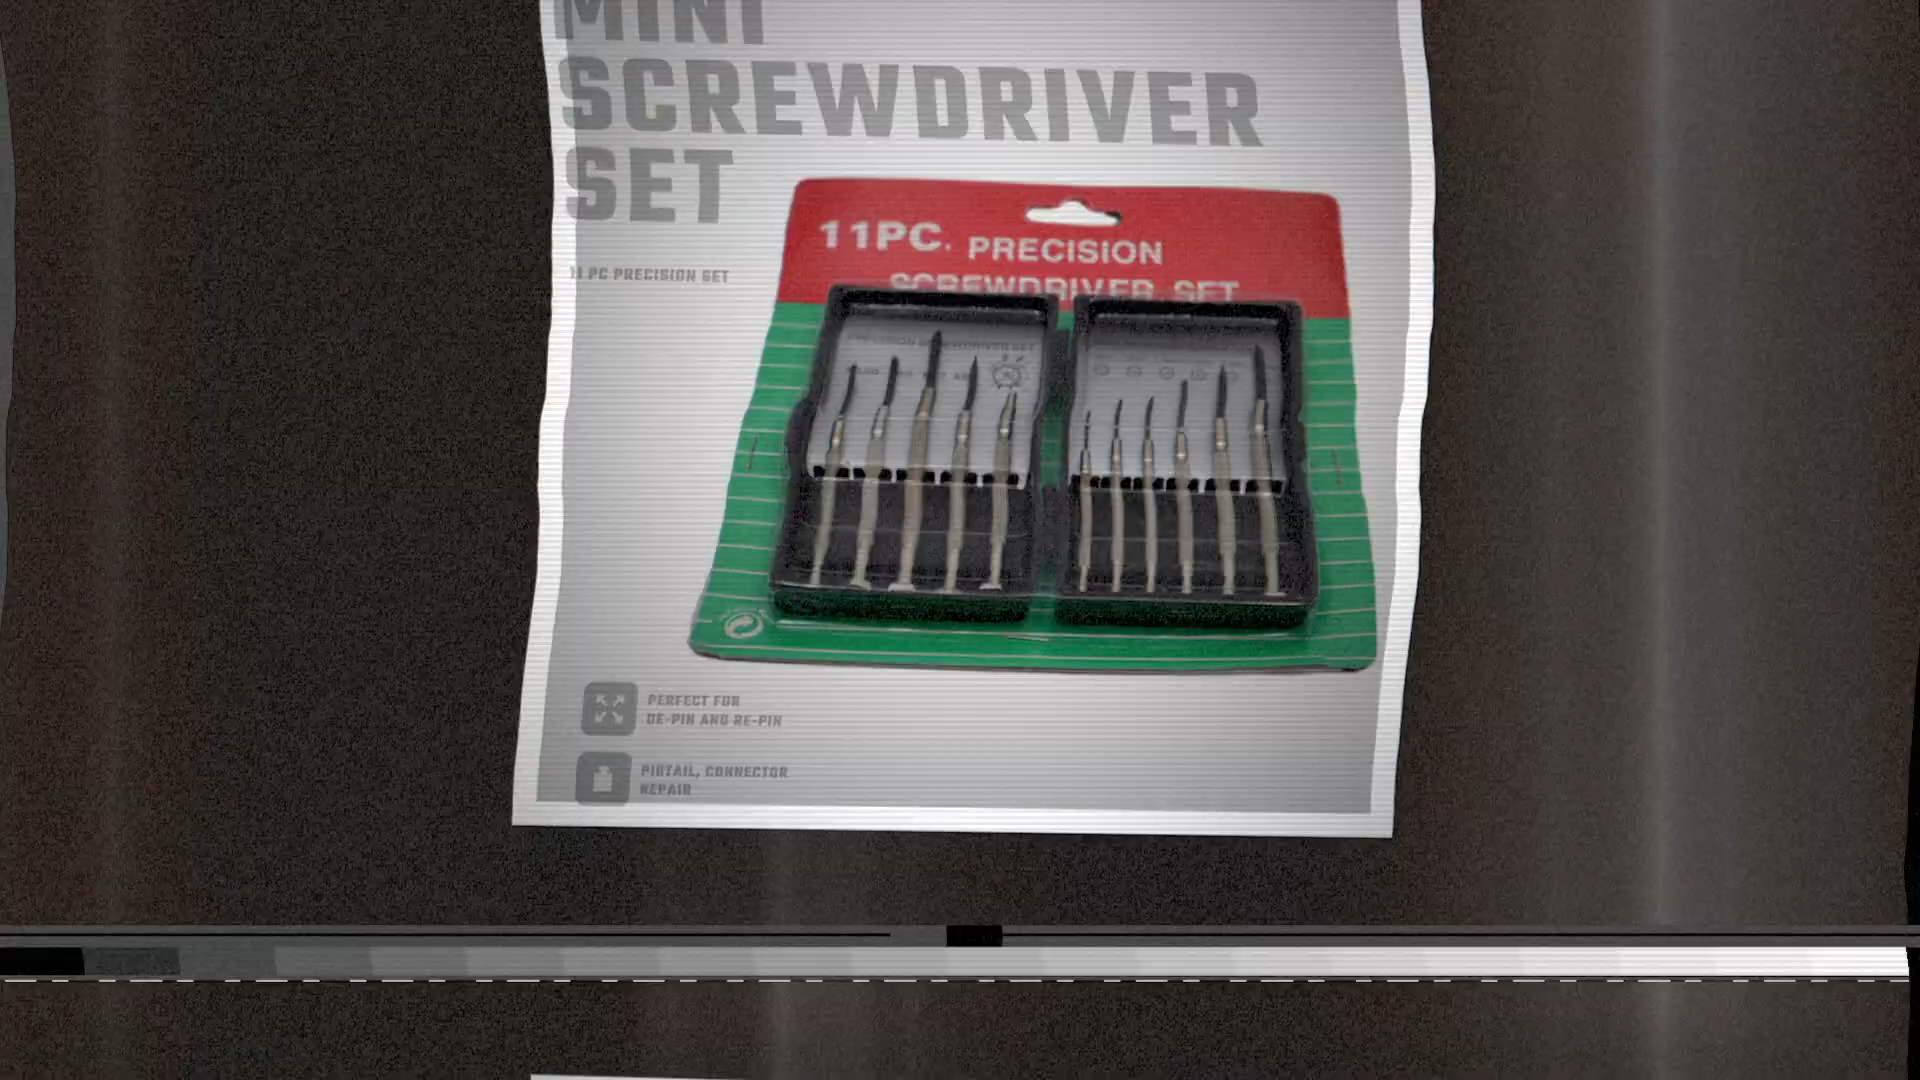 MINI
SCREWDRIVER
SET
11 PC PRECISION SET
11PC. PRECISION
SCREWDRIVER SET
PERFECT FOR
DE-PIN AND RE-PIN
PIGTAIL, CONNECTOR
REPAIR